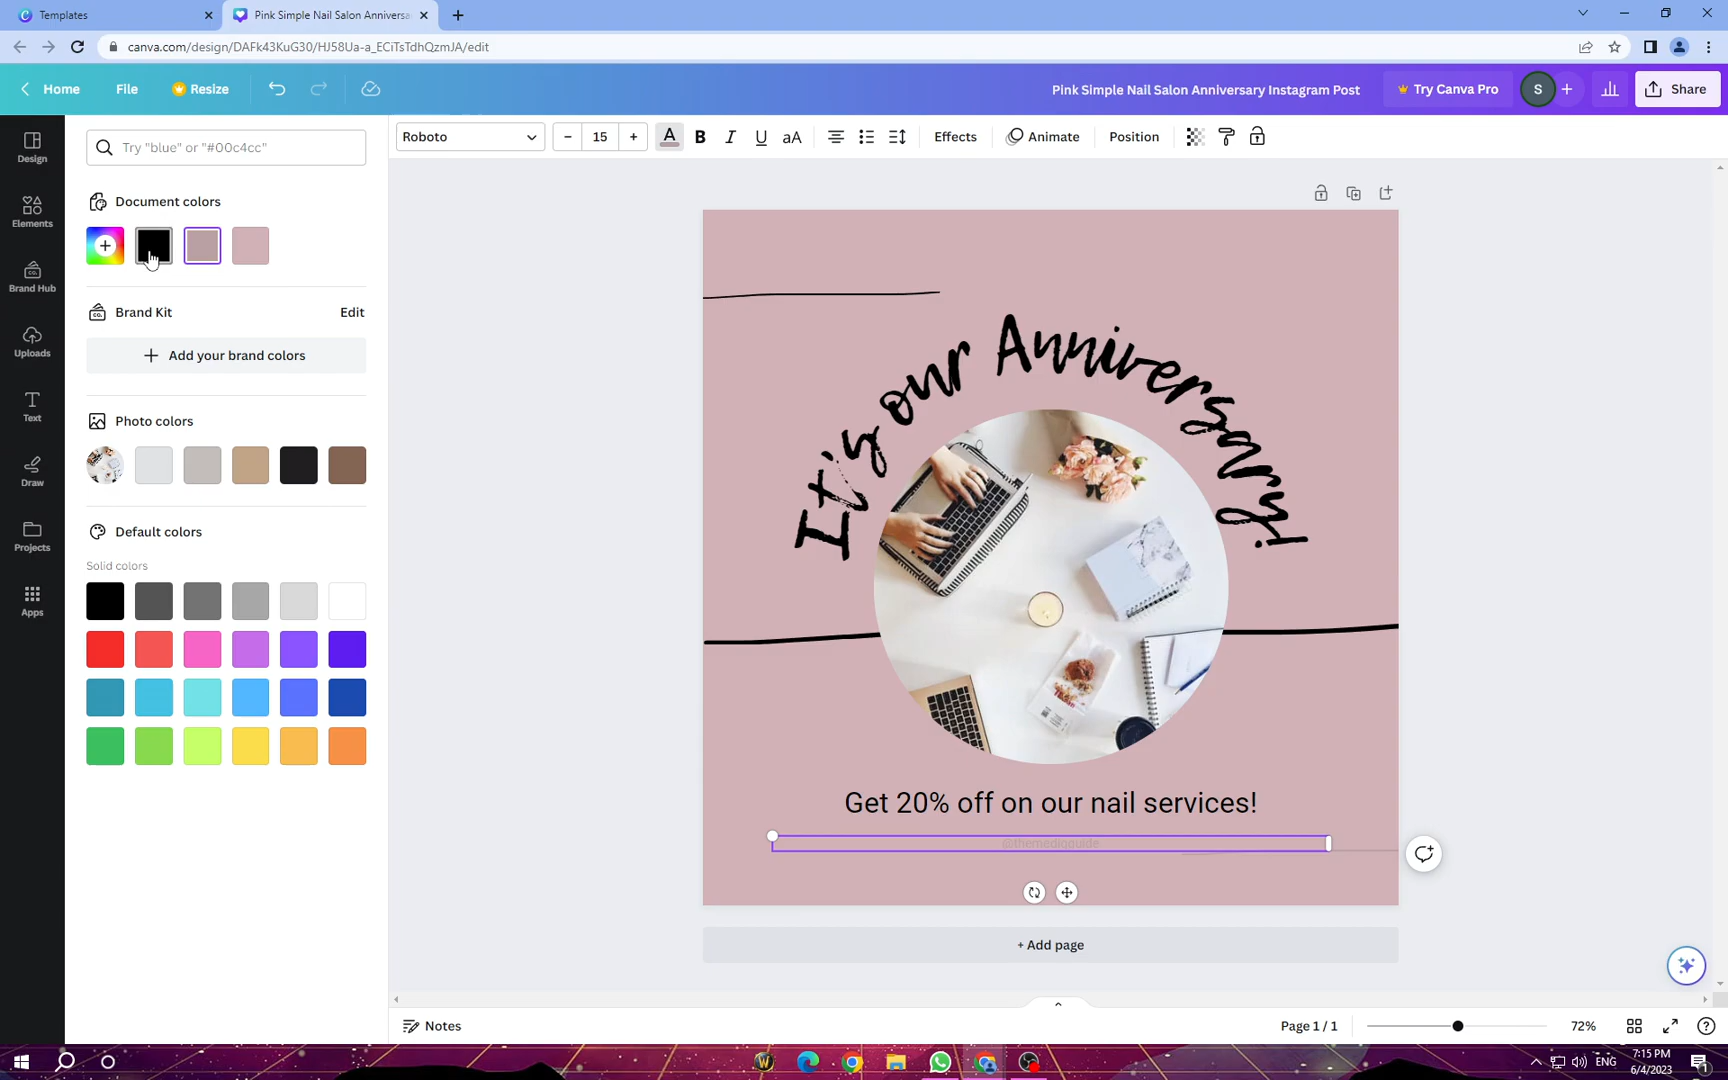 Templates
Pink Simple Nail Salon Anniversa
canva.com/design/DAFk43KuG30/HJ58Ua-a_ECiTsTdhQzmJA/edit
Home
File
Resize
Pink Simple Nail Salon Anniversary Instagram Post
Try Canva Pro
S
Share
Design
Elements
Brand Hub
Uploads
Text
Draw
Projects
Apps
Try "blue" or "#00c4cc"
Document colors
Brand Kit
Edit
Add your brand colors
Photo colors
Default colors
Solid colors
Roboto
15
A
B
I
U
aA
Effects
Animate
Position
It's our Anniversary!
Get 20% off on our nail services!
@themediaguide
+ Add page
Notes
Page 1 / 1
72%
ENG
7:15 PM
6/4/2023
1